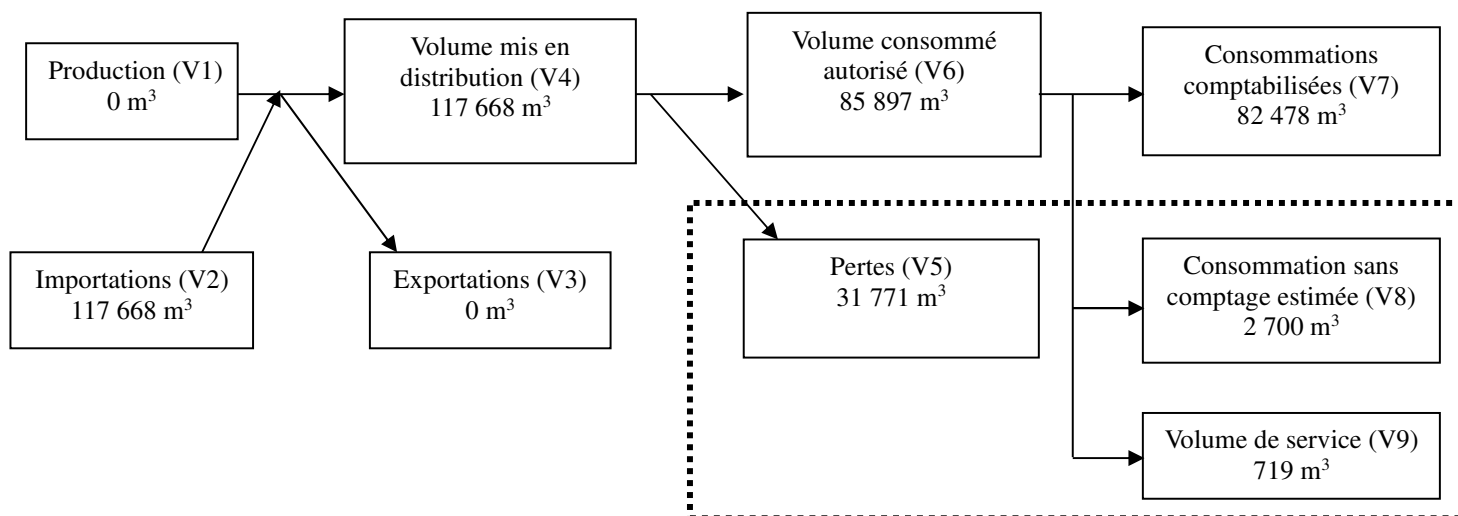 Production (V1)
0 m³
Volume mis en
distribution (V4)
117 668 m³
Volume consommé
autorisé (V6)
85 897 m³
Consommations
comptabilisées (V7)
82 478 m³
Importations (V2)
117 668 m³
Exportations (V3)
0 m³
Pertes (V5)
31 771 m³
Consommation sans
comptage estimée (V8)
2 700 m³
Volume de service (V9)
719 m³